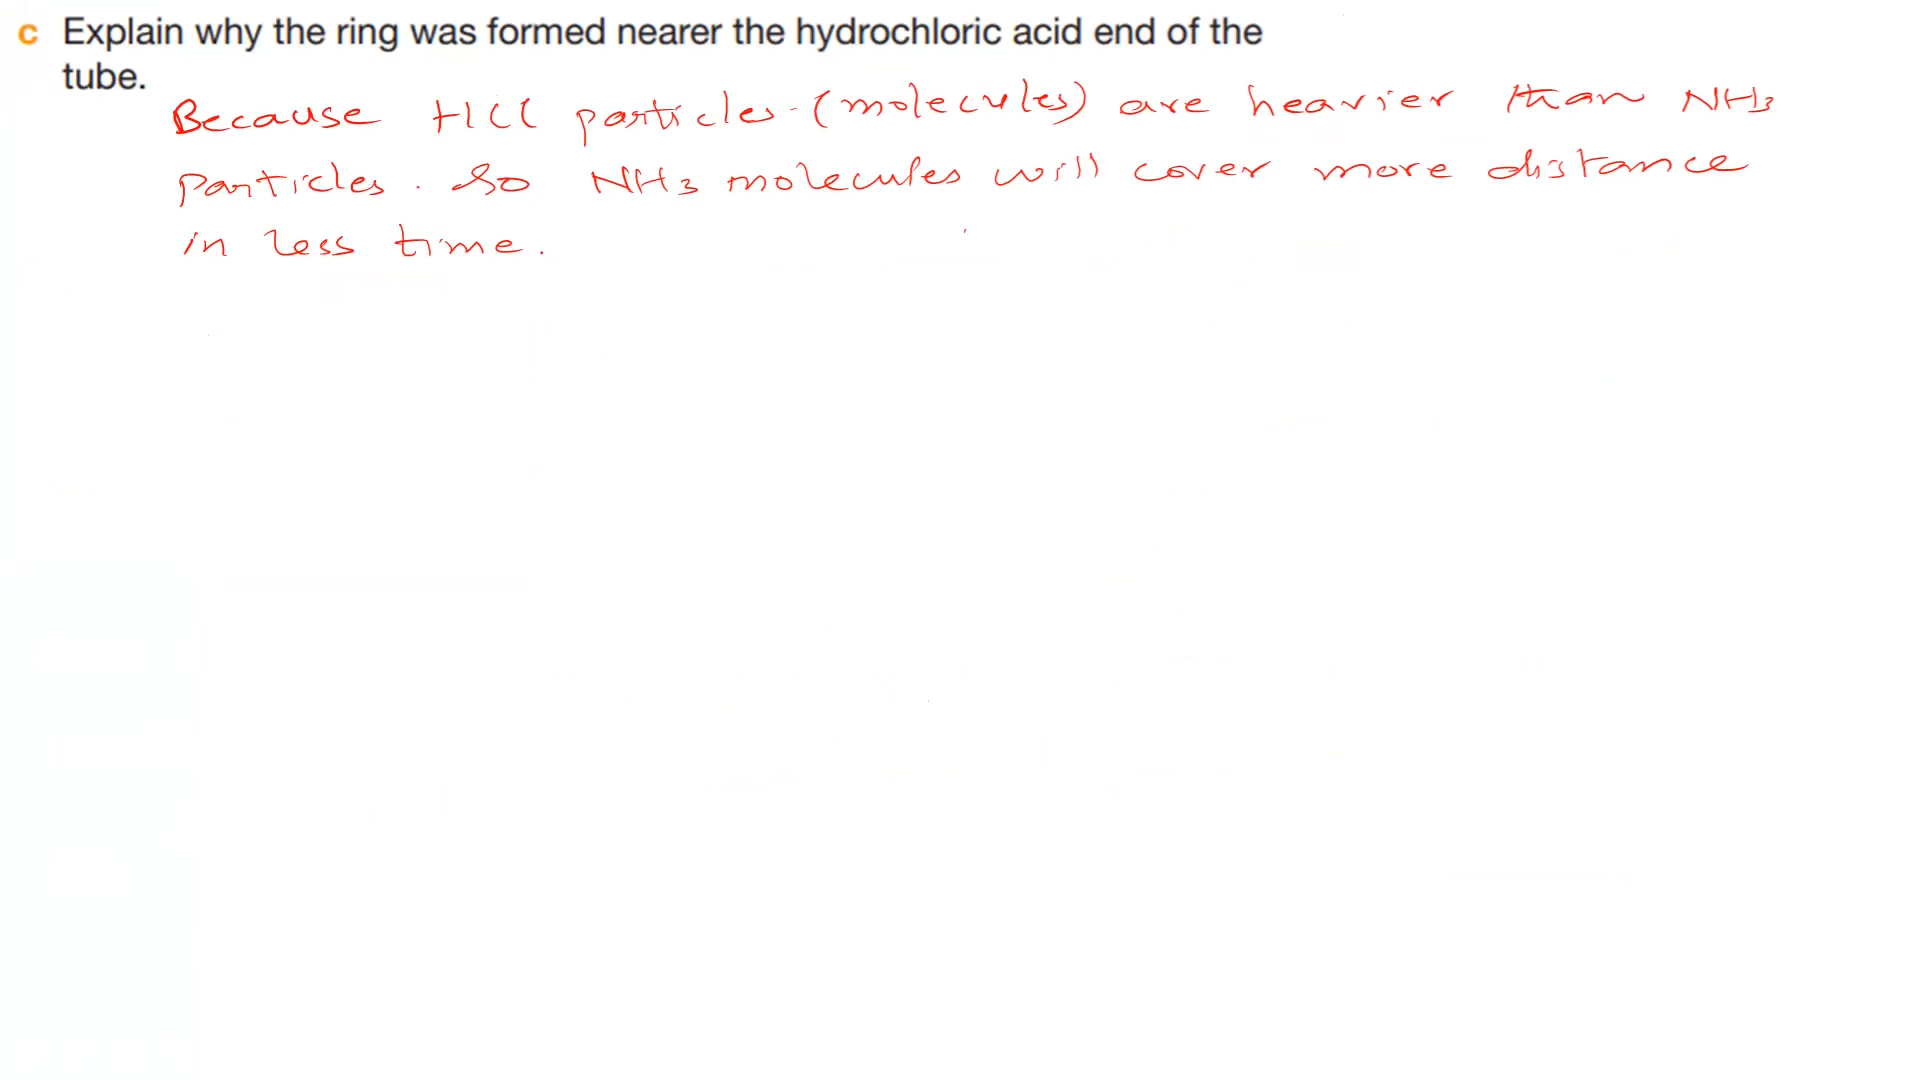 c Explain why the ring was formed nearer the hydrochloric acid end of the
tube.
Because HCl particles (molecules) are heavier than NH3
particles. So NH3 molecules will cover more distance
in less time.